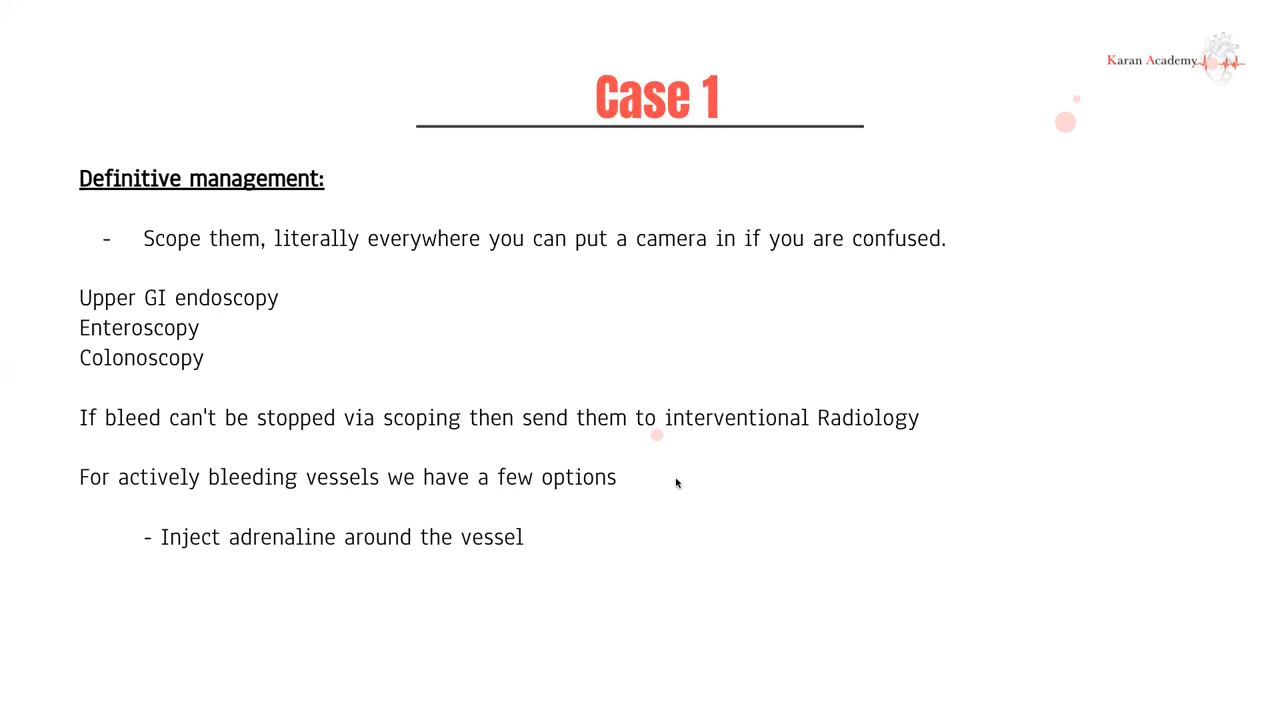 Karan Academy
Case 1
Definitive management:
- Scope them, literally everywhere you can put a camera in if you are confused.
Upper GI endoscopy
Enteroscopy
Colonoscopy
If bleed can't be stopped via scoping then send them to interventional Radiology
For actively bleeding vessels we have a few options
- Inject adrenaline around the vessel